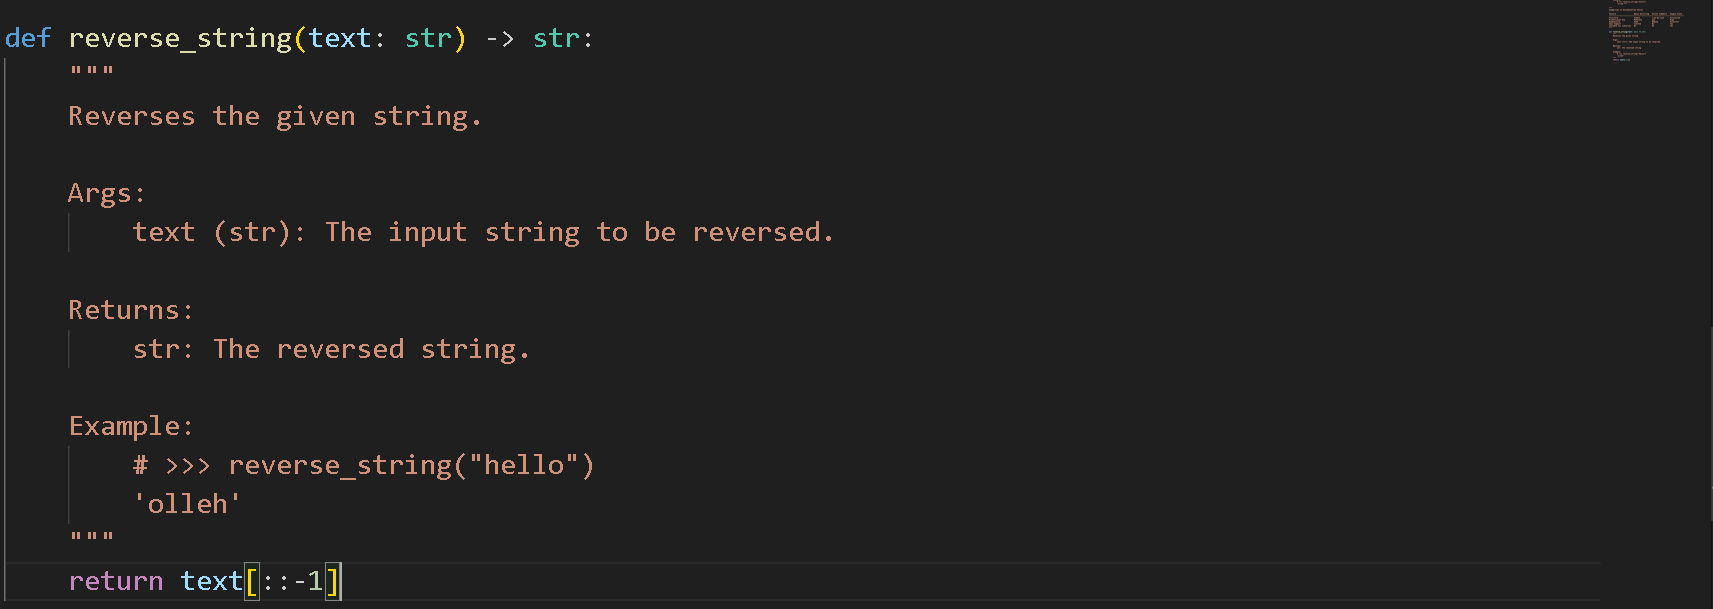 def reverse_string(text: str) -> str:
    """
    Reverses the given string.

    Args:
        text (str): The input string to be reversed.

    Returns:
        str: The reversed string.

    Example:
        # >>> reverse_string("hello")
        'olleh'
    """
    return text[::-1]